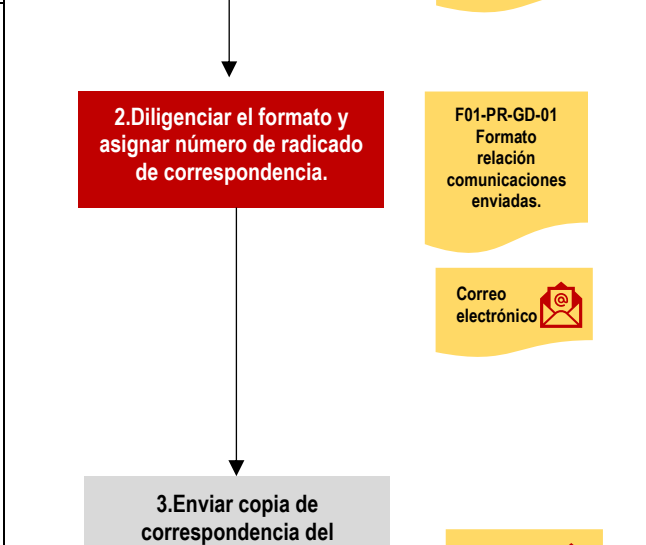 2.Diligenciar el formato y
asignar número de radicado
de correspondencia.
F01-PR-GD-01
Formato
relación
comunicaciones
enviadas.
Correo
electrónico
3.Enviar copia de
correspondencia del